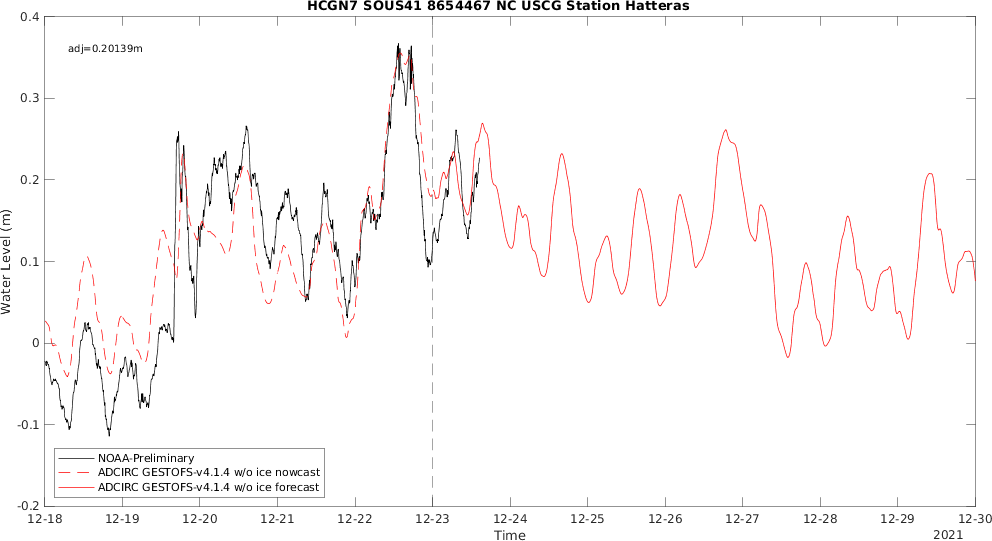 HCGN7 SOUS41 8654467 NC USCG Station Hatteras
adj=0.20139m
0.4
0.3
0.2
0.1
0
-0.1
-0.2
Water Level (m)
NOAA-Preliminary
ADCIRC GESTOFS-v4.1.4 w/o ice nowcast
ADCIRC GESTOFS-v4.1.4 w/o ice forecast
12-18 12-19 12-20 12-21 12-22 12-23 12-24 12-25 12-26 12-27 12-28 12-29 12-30
Time
2021